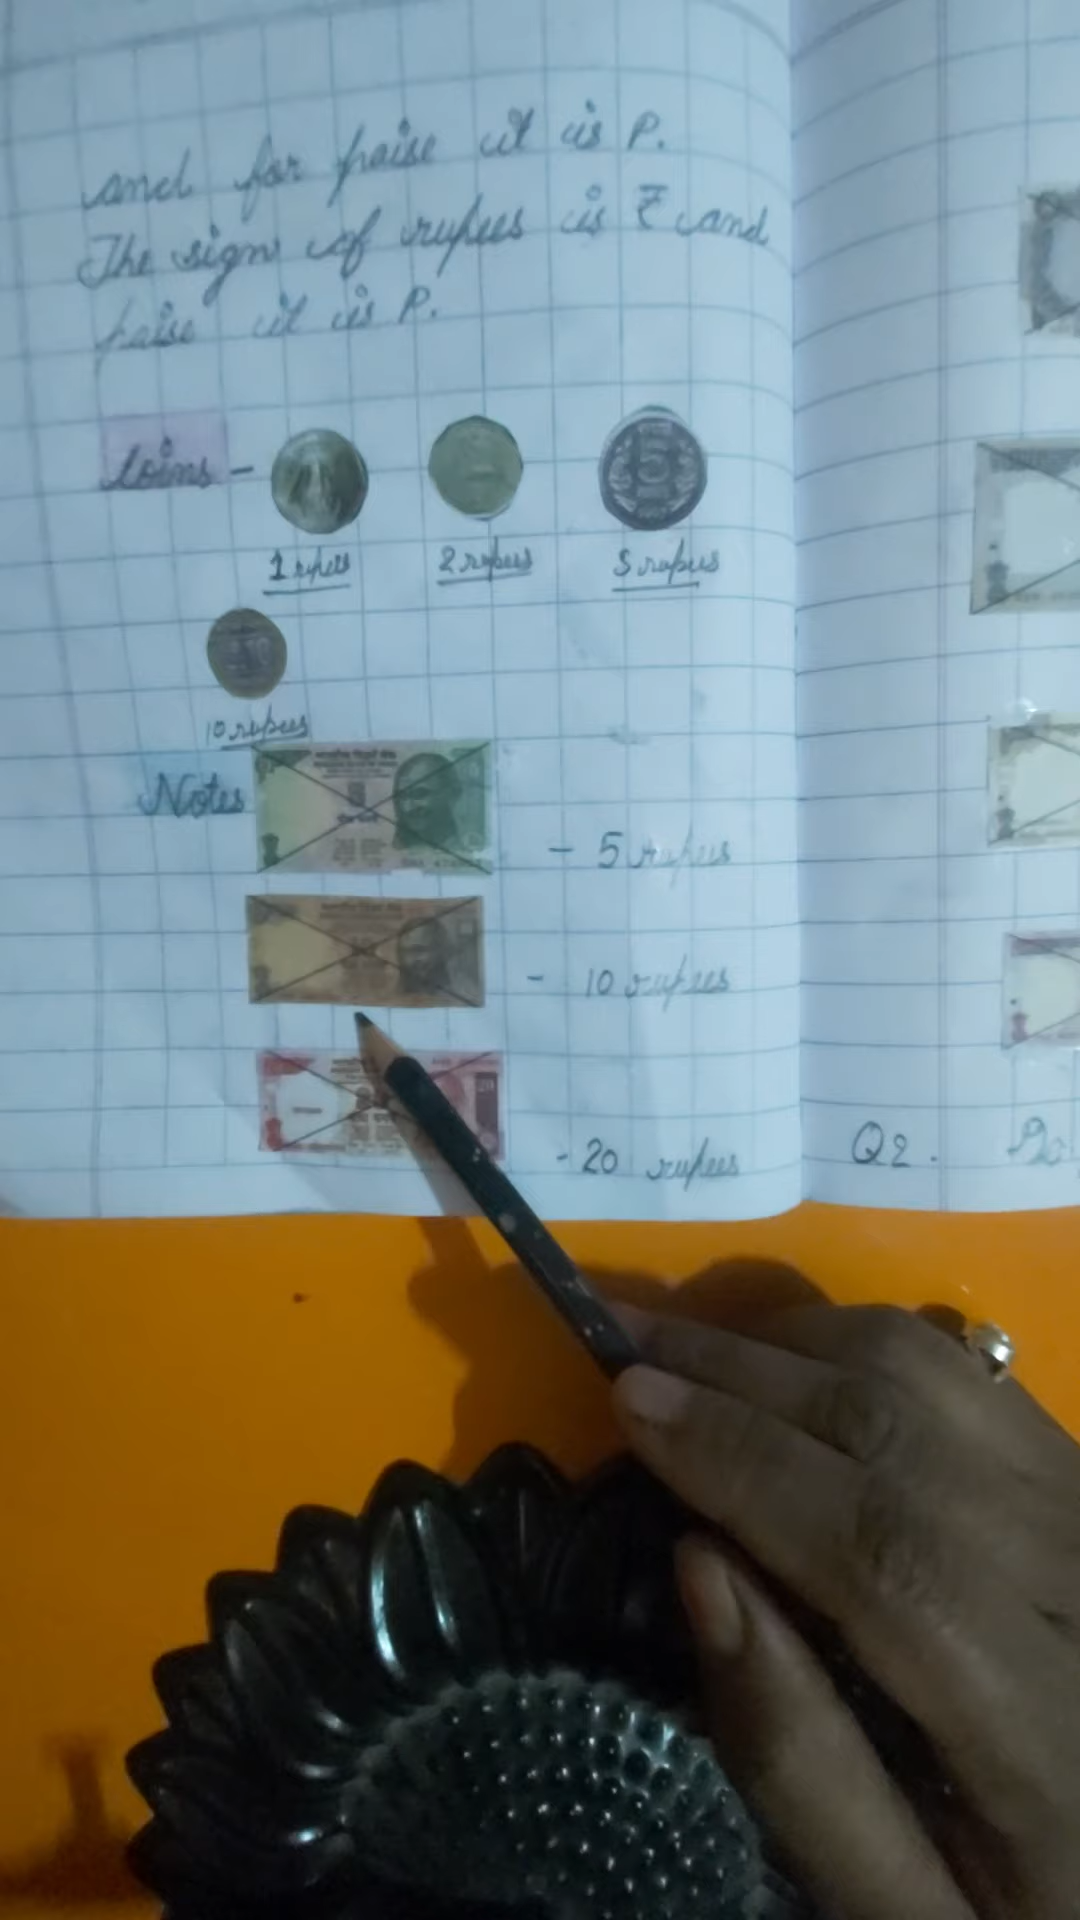 and for paise it is P.
The sign of rupees is ₹ and
paise it is P.
Coins -
1 rupees
2 rupees
5 rupees
10 rupees
Notes
- 5 rupees
- 10 rupees
- 20 rupees
Q2.